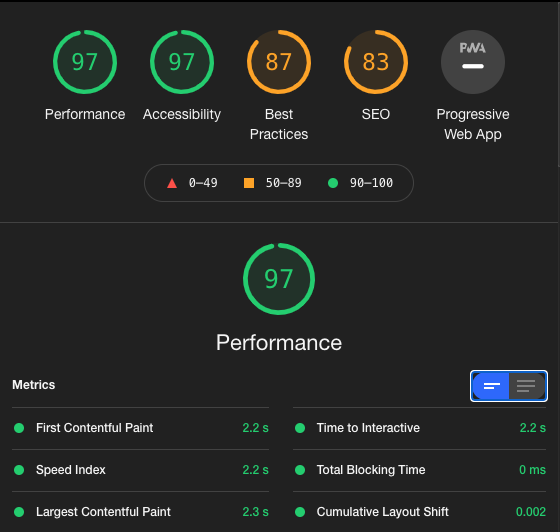 97 97 87 83 PWA
Performance Accessibility Best Practices SEO Progressive Web App
0–49 50–89 90–100
97
Performance
Metrics
First Contentful Paint 2.2 s
Time to Interactive 2.2 s
Speed Index 2.2 s
Total Blocking Time 0 ms
Largest Contentful Paint 2.3 s
Cumulative Layout Shift 0.002